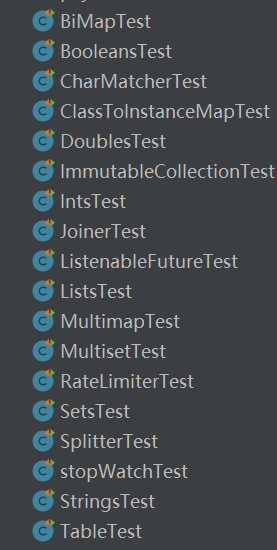 BiMapTest
BooleansTest
CharMatcherTest
ClassToInstanceMapTest
DoublesTest
ImmutableCollectionTest
IntsTest
JoinerTest
ListenableFutureTest
ListsTest
MultimapTest
MultisetTest
RateLimiterTest
SetsTest
SplitterTest
stopWatchTest
StringsTest
TableTest